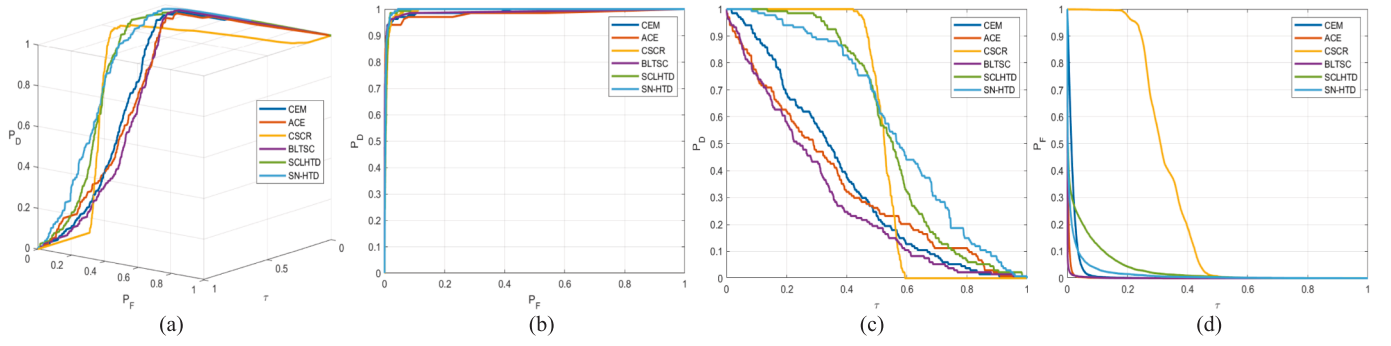 1
0.8
P_D
0.6
0.4
0.2
0
0
0.2
0.4
0.6
0.8
1
P_F
1
0.5
0
τ
CEM
ACE
CSCR
BLTSC
SCLHTD
SN-HTD
(a)
1
0.9
0.8
0.7
0.6
P_D
0.5
0.4
0.3
0.2
0.1
0
0
0.2
0.4
0.6
0.8
1
P_F
CEM
ACE
CSCR
BLTSC
SCLHTD
SN-HTD
(b)
1
0.9
0.8
0.7
0.6
P_D
0.5
0.4
0.3
0.2
0.1
0
0
0.2
0.4
0.6
0.8
1
τ
CEM
ACE
CSCR
BLTSC
SCLHTD
SN-HTD
(c)
1
0.9
0.8
0.7
0.6
P_F
0.5
0.4
0.3
0.2
0.1
0
0
0.2
0.4
0.6
0.8
1
τ
CEM
ACE
CSCR
BLTSC
SCLHTD
SN-HTD
(d)